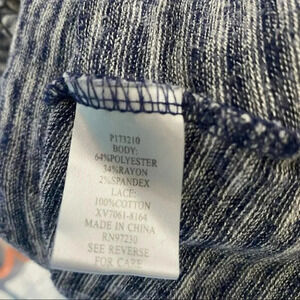 P173210
BODY:
64%POLYESTER
34%RAYON
2%SPANDEX
LACE:
100%COTTON
XV7061-8164
MADE IN CHINA
RN97230
SEE REVERSE
FOR CARE